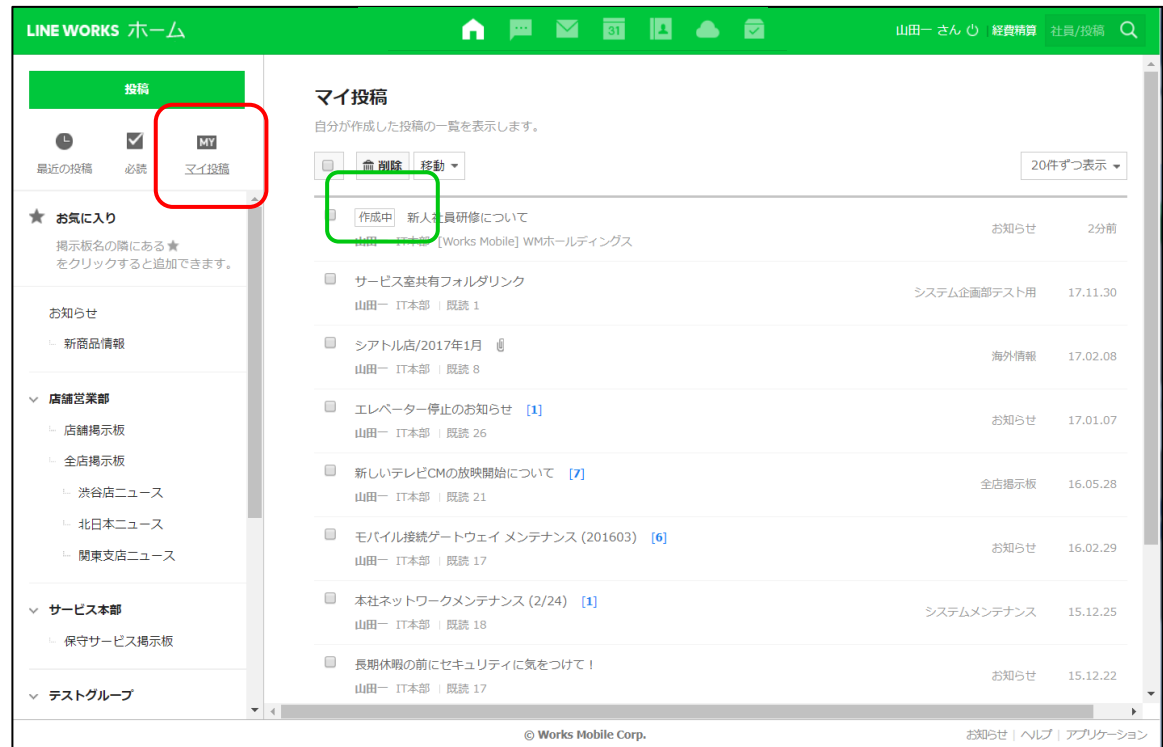 LINE WORKS ホーム
31
山田一 さん 経費精算 社員/投稿
投稿
MY
最近の投稿 必読 マイ投稿
お気に入り
掲示板名の隣にある★
をクリックすると追加できます。
お知らせ
新商品情報
店舗営業部
店舗掲示板
全店掲示板
渋谷店ニュース
北日本ニュース
関東支店ニュース
サービス本部
保守サービス掲示板
テストグループ
マイ投稿
自分が作成した投稿の一覧を表示します。
削除 移動 20件ずつ表示
作成中 新人社員研修について お知らせ 2分前
山田一 IT本部 [Works Mobile] WMホールディングス
サービス室共有フォルダリンク システム企画部テスト用 17.11.30
山田一 IT本部 | 既読 1
シアトル店/2017年1月 海外情報 17.02.08
山田一 IT本部 | 既読 8
エレベーター停止のお知らせ [1] お知らせ 17.01.07
山田一 IT本部 | 既読 26
新しいテレビCMの放映開始について [7] 全店掲示板 16.05.28
山田一 IT本部 | 既読 21
モバイル接続ゲートウェイ メンテナンス (201603) [6] お知らせ 16.02.29
山田一 IT本部 | 既読 17
本社ネットワークメンテナンス (2/24) [1] システムメンテナンス 15.12.25
山田一 IT本部 | 既読 18
長期休暇の前にセキュリティに気をつけて！ お知らせ 15.12.22
山田一 IT本部 | 既読 17
© Works Mobile Corp.
お知らせ | ヘルプ | アプリケーション